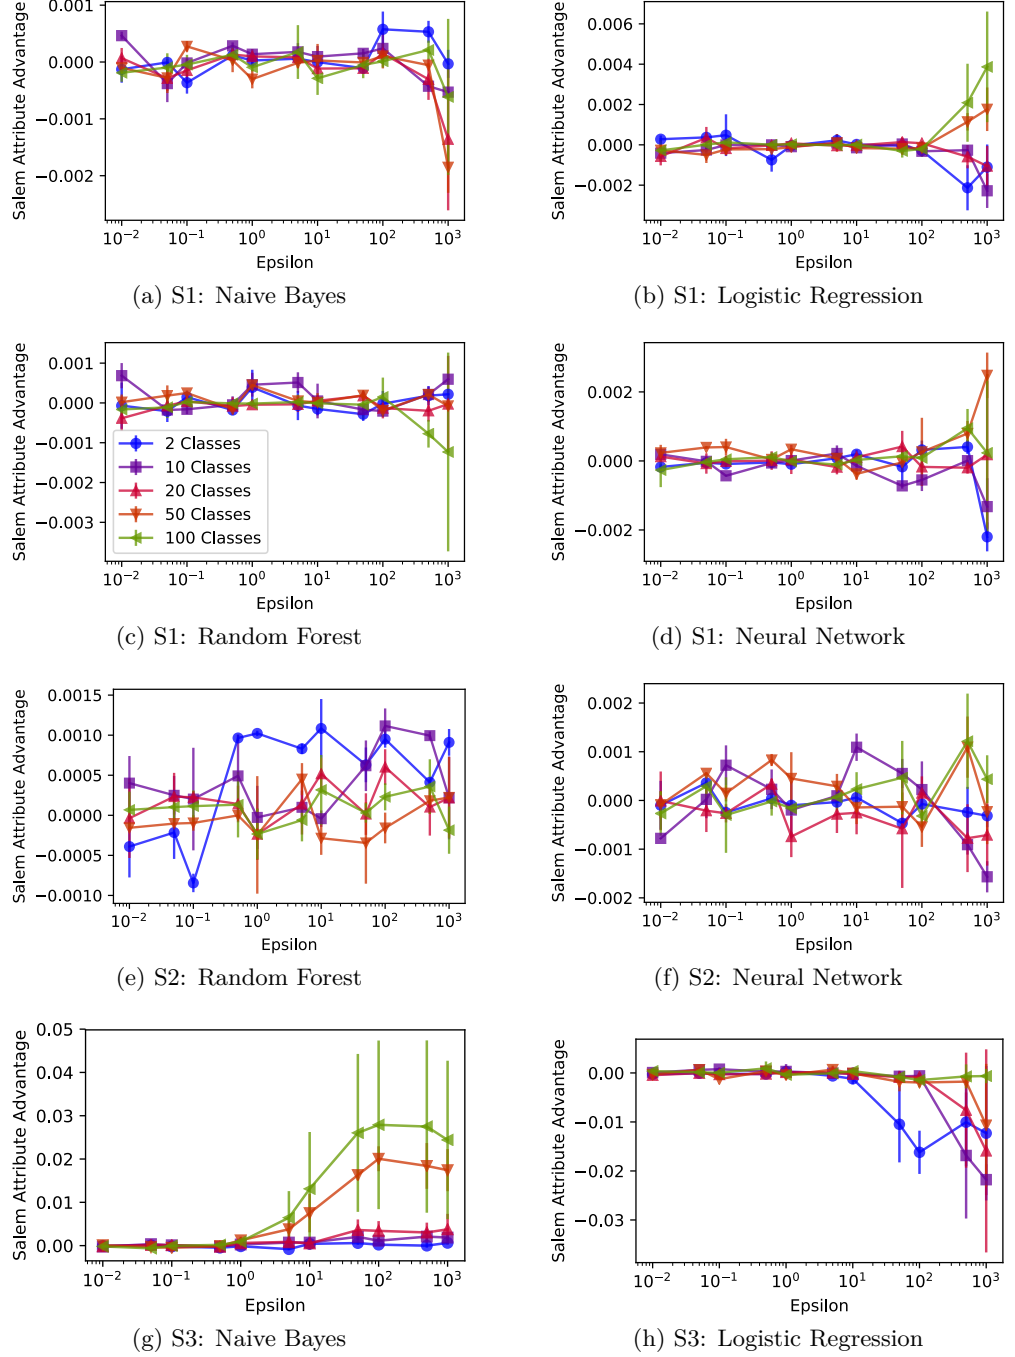 0.001
0.000
−0.001
−0.002
Salem Attribute Advantage
10⁻² 10⁻¹ 10⁰ 10¹ 10² 10³
Epsilon
(a) S1: Naive Bayes
0.006
0.004
0.002
0.000
−0.002
Salem Attribute Advantage
10⁻² 10⁻¹ 10⁰ 10¹ 10² 10³
Epsilon
(b) S1: Logistic Regression
0.001
0.000
−0.001
−0.003
Salem Attribute Advantage
2 Classes
10 Classes
20 Classes
50 Classes
100 Classes
10⁻² 10⁻¹ 10⁰ 10¹ 10² 10³
Epsilon
(c) S1: Random Forest
0.002
0.000
−0.002
Salem Attribute Advantage
10⁻² 10⁻¹ 10⁰ 10¹ 10² 10³
Epsilon
(d) S1: Neural Network
0.0015
0.0010
0.0005
0.0000
−0.0005
−0.0010
Salem Attribute Advantage
10⁻² 10⁻¹ 10⁰ 10¹ 10² 10³
Epsilon
(e) S2: Random Forest
0.002
0.001
0.000
−0.001
−0.002
Salem Attribute Advantage
10⁻² 10⁻¹ 10⁰ 10¹ 10² 10³
Epsilon
(f) S2: Neural Network
0.05
0.04
0.03
0.02
0.01
0.00
Salem Attribute Advantage
10⁻² 10⁻¹ 10⁰ 10¹ 10² 10³
Epsilon
(g) S3: Naive Bayes
0.00
−0.01
−0.02
−0.03
Salem Attribute Advantage
10⁻² 10⁻¹ 10⁰ 10¹ 10² 10³
Epsilon
(h) S3: Logistic Regression